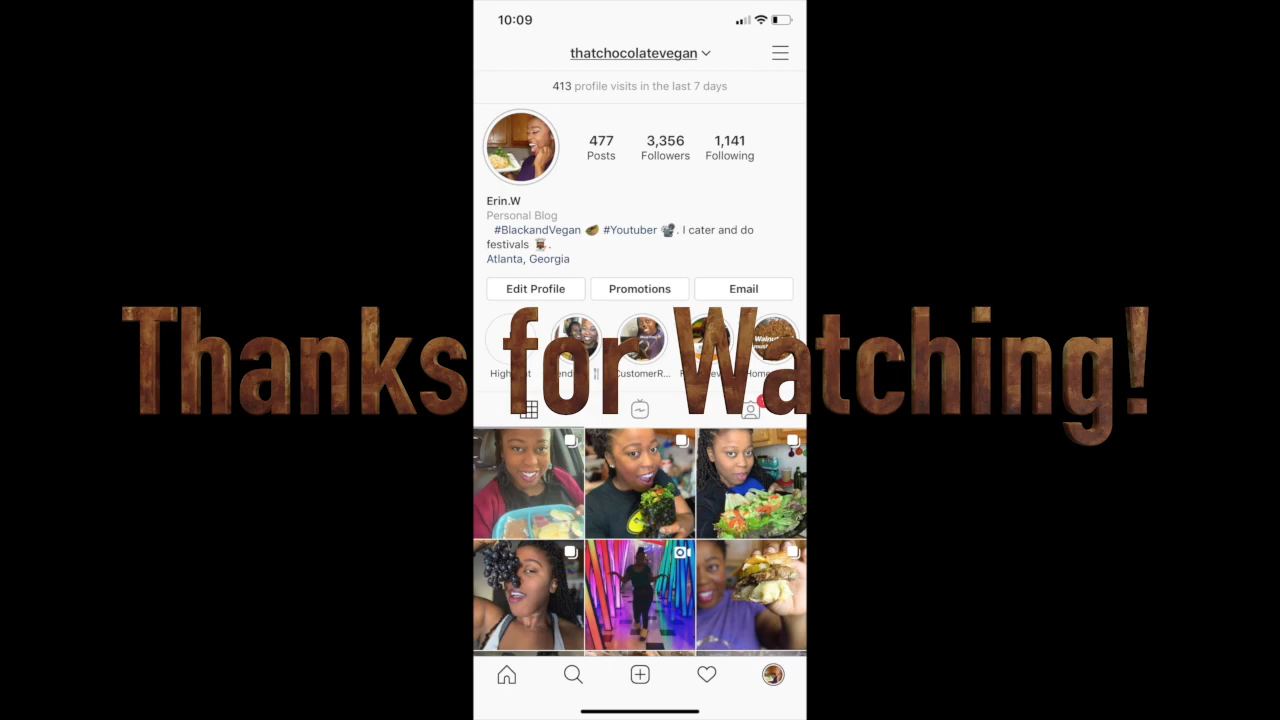 10:09
thatchocolatevegan
413 profile visits in the last 7 days
477 3,356 1,141
Posts Followers Following
Erin.W
Personal Blog
#BlackandVegan #Youtuber . I cater and do
festivals .
Atlanta, Georgia
Edit Profile Promotions Email
Thanks for Watching!
Walnut
CustomerR...